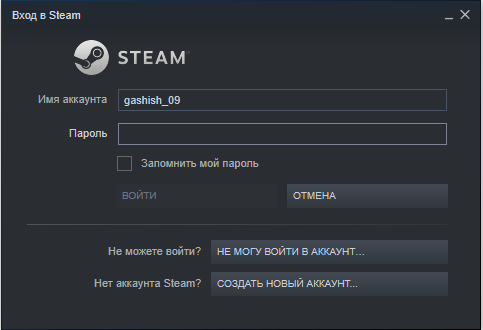 Вход в Steam
STEAM
Имя аккаунта gashish_09
Пароль
Запомнить мой пароль
ВОЙТИ ОТМЕНА
Не можете войти? НЕ МОГУ ВОЙТИ В АККАУНТ...
Нет аккаунта Steam? СОЗДАТЬ НОВЫЙ АККАУНТ...